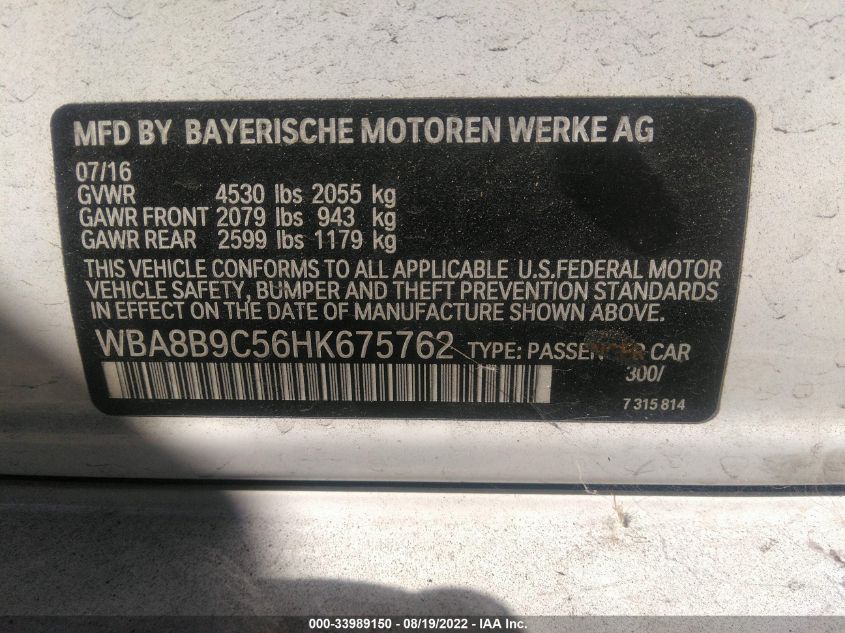 MFD BY BAYERISCHE MOTOREN WERKE AG
07/16
GVWR 4530 lbs 2055 kg
GAWR FRONT 2079 lbs 943 kg
GAWR REAR 2599 lbs 1179 kg
THIS VEHICLE CONFORMS TO ALL APPLICABLE U.S.FEDERAL MOTOR
VEHICLE SAFETY, BUMPER AND THEFT PREVENTION STANDARDS
IN EFFECT ON THE DATE OF MANUFACTURE SHOWN ABOVE.
WBA8B9C56HK675762 TYPE: PASSENGER CAR
300/
7 315 814
000-33989150 - 08/19/2022 - IAA